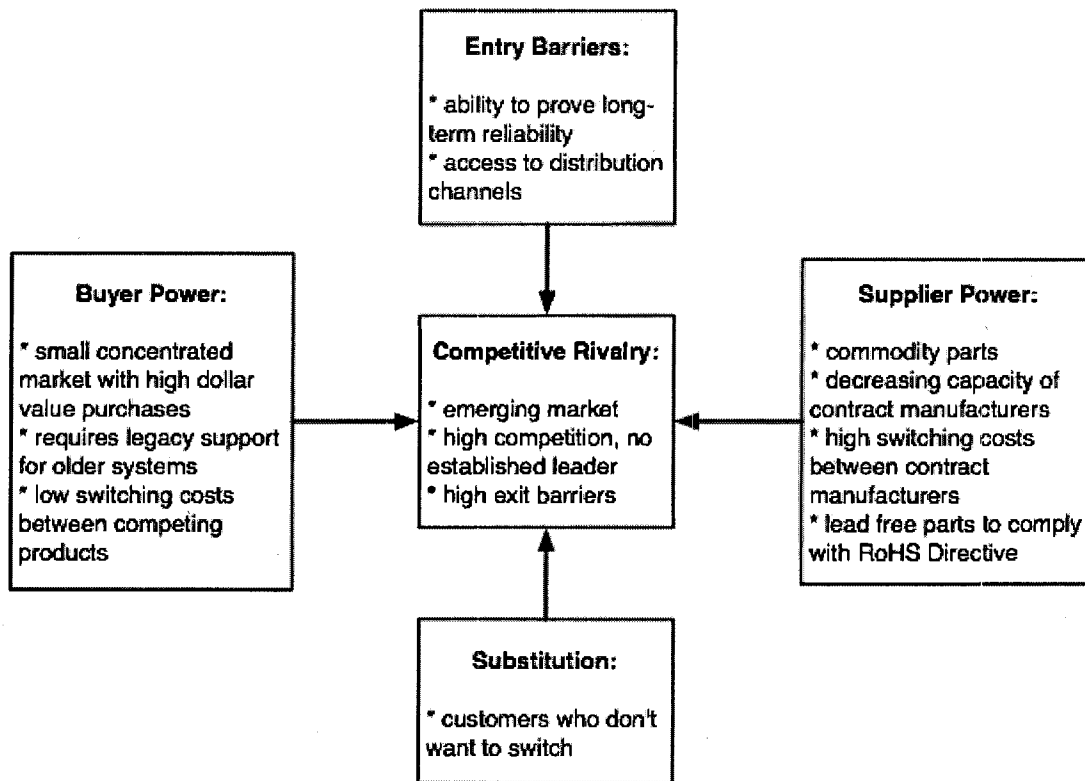 Entry Barriers:
* ability to prove long-
term reliability
* access to distribution
channels
Buyer Power:
* small concentrated
market with high dollar
value purchases
* requires legacy support
for older systems
* low switching costs
between competing
products
Competitive Rivalry:
* emerging market
* high competition, no
established leader
* high exit barriers
Supplier Power:
* commodity parts
* decreasing capacity of
contract manufacturers
* high switching costs
between contract
manufacturers
* lead free parts to comply
with RoHS Directive
Substitution:
* customers who don't
want to switch